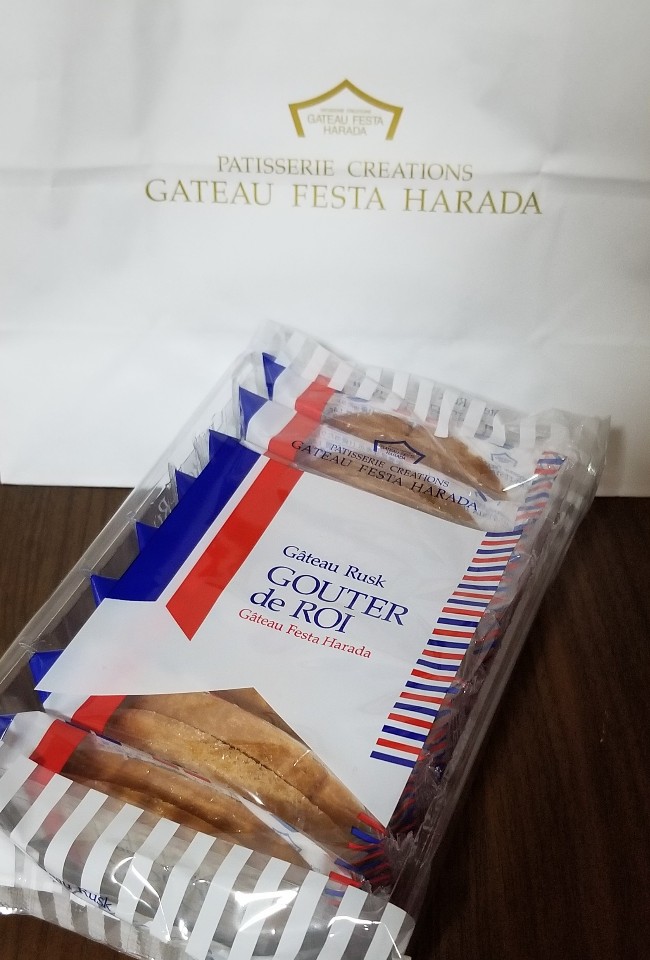 PATISSERIE CREATIONS
GATEAU FESTA
HARADA
PATISSERIE CREATIONS
GATEAU FESTA HARADA
PATISSERIE CREATIONS
GATEAU FESTA HARADA
Gâteau Rusk
GOUTER
de ROI
Gâteau Festa Harada
Rusk